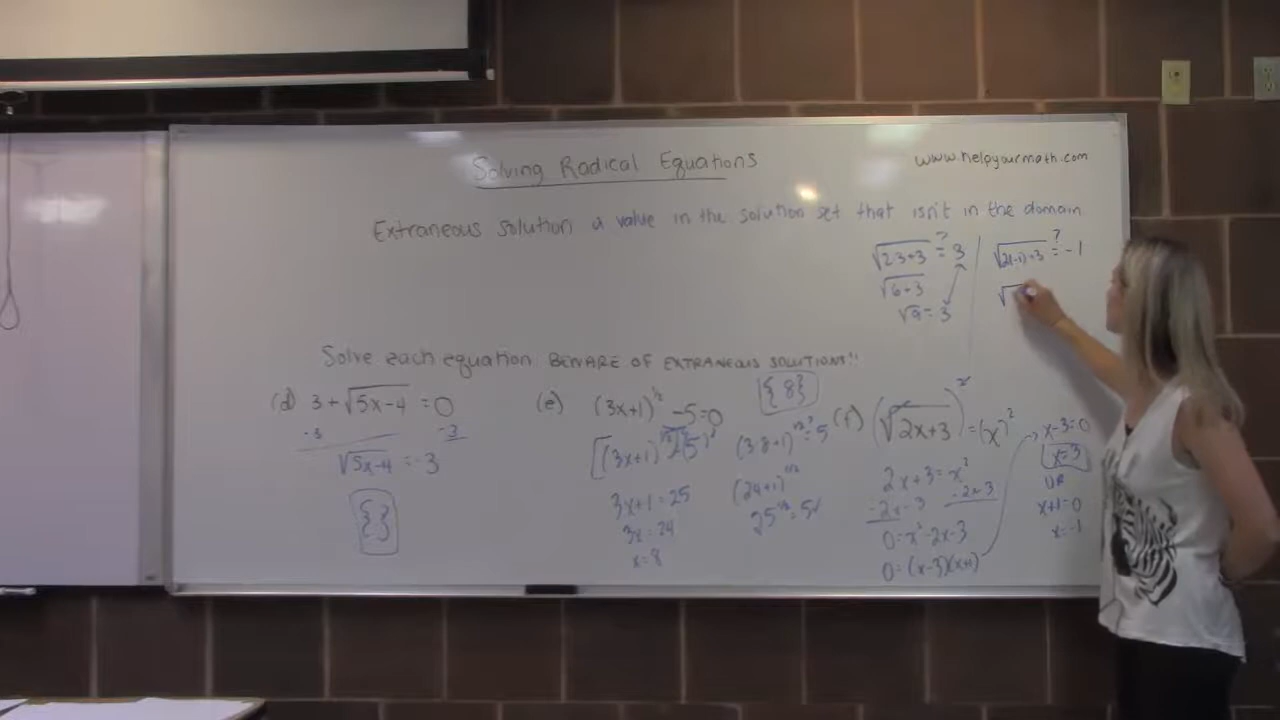 Solving Radical Equations
www.helpyourmath.com
Extraneous solution a value in the solution set that isn't in the domain
√(2·3+3) ?= 3
√(6+3)
√9 = 3
√(2(-1)+3) ?= -1
√
Solve each equation BEWARE OF EXTRANEOUS SOLUTIONS!!
(d) 3+√(5x-4) = 0
-3 -3
√(5x-4) = -3
{ }
(e) (3x+1)^1/2 -5=0
3x+1 = 25
3x=24
x=8
{8}
(3·8+1)^1/2 ?= 5
(24+1)^1/2
25^1/2 = 5
(f) (√(2x+3))^2 = (x)^2
2x+3 = x²
-2x-3 -2x-3
0=x²-2x-3
0=(x-3)(x+1)
x-3=0
x=3
OR
x+1=0
x=-1